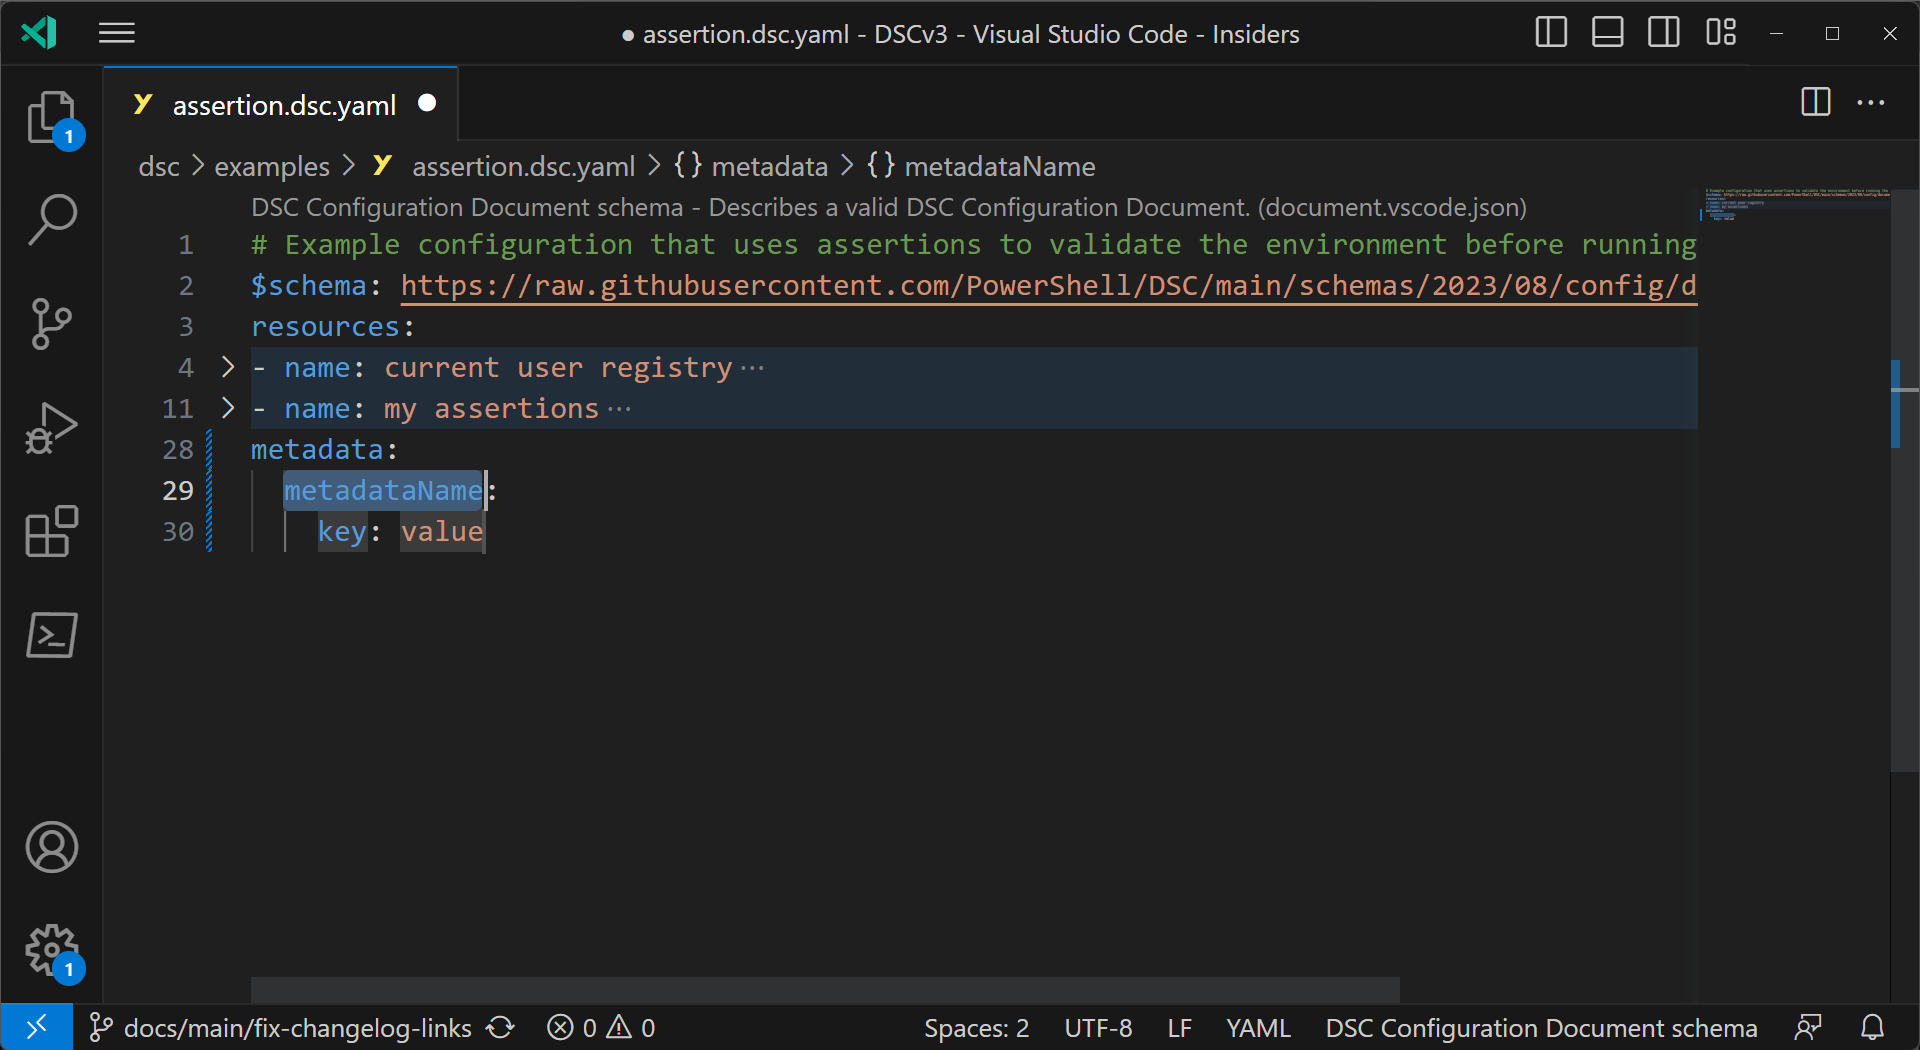 ● assertion.dsc.yaml - DSCv3 - Visual Studio Code - Insiders
1
Y assertion.dsc.yaml ●
dsc > examples > Y assertion.dsc.yaml > {} metadata > {} metadataName
DSC Configuration Document schema - Describes a valid DSC Configuration Document. (document.vscode.json)
1 # Example configuration that uses assertions to validate the environment before running
2 $schema: https://raw.githubusercontent.com/PowerShell/DSC/main/schemas/2023/08/config/d
3 resources:
4 > - name: current user registry ···
11 > - name: my assertions ···
28 metadata:
29 metadataName:
30 key: value
1
docs/main/fix-changelog-links 0 0 Spaces: 2 UTF-8 LF YAML DSC Configuration Document schema